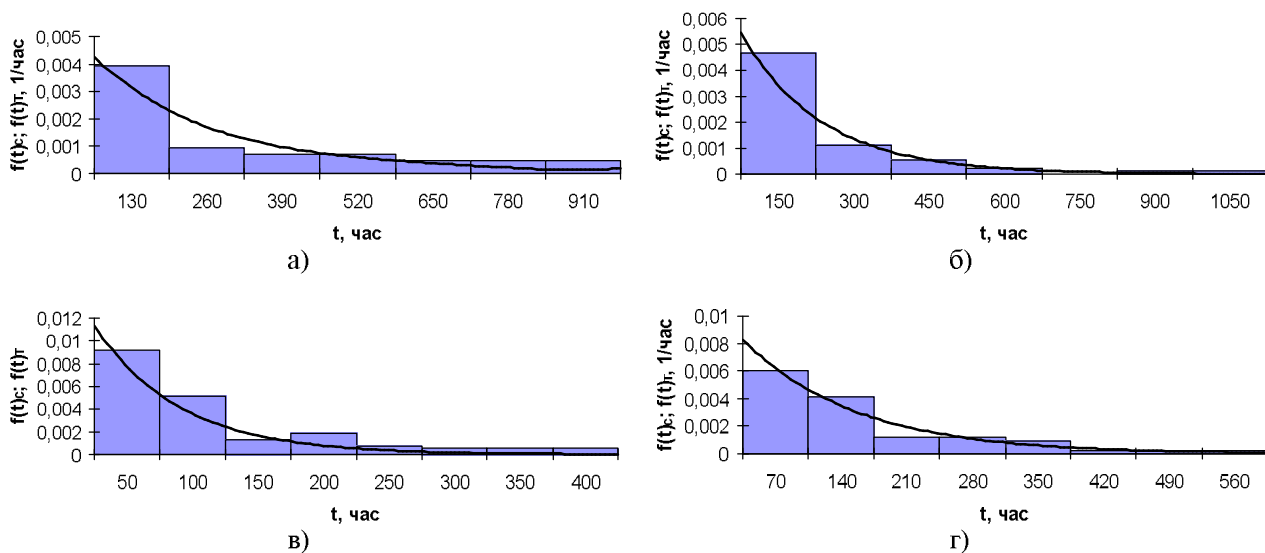 f(t)c; f(t)т, 1/час
0,005
0,004
0,003
0,002
0,001
0
130 260 390 520 650 780 910
t, час
а)
f(t)c; f(t)т, 1/час
0,006
0,005
0,004
0,003
0,002
0,001
0
150 300 450 600 750 900 1050
t, час
б)
f(t)c; f(t)т
0,012
0,01
0,008
0,006
0,004
0,002
0
50 100 150 200 250 300 350 400
t, час
в)
f(t)c; f(t)т, 1/час
0,01
0,008
0,006
0,004
0,002
0
70 140 210 280 350 420 490 560
t, час
г)